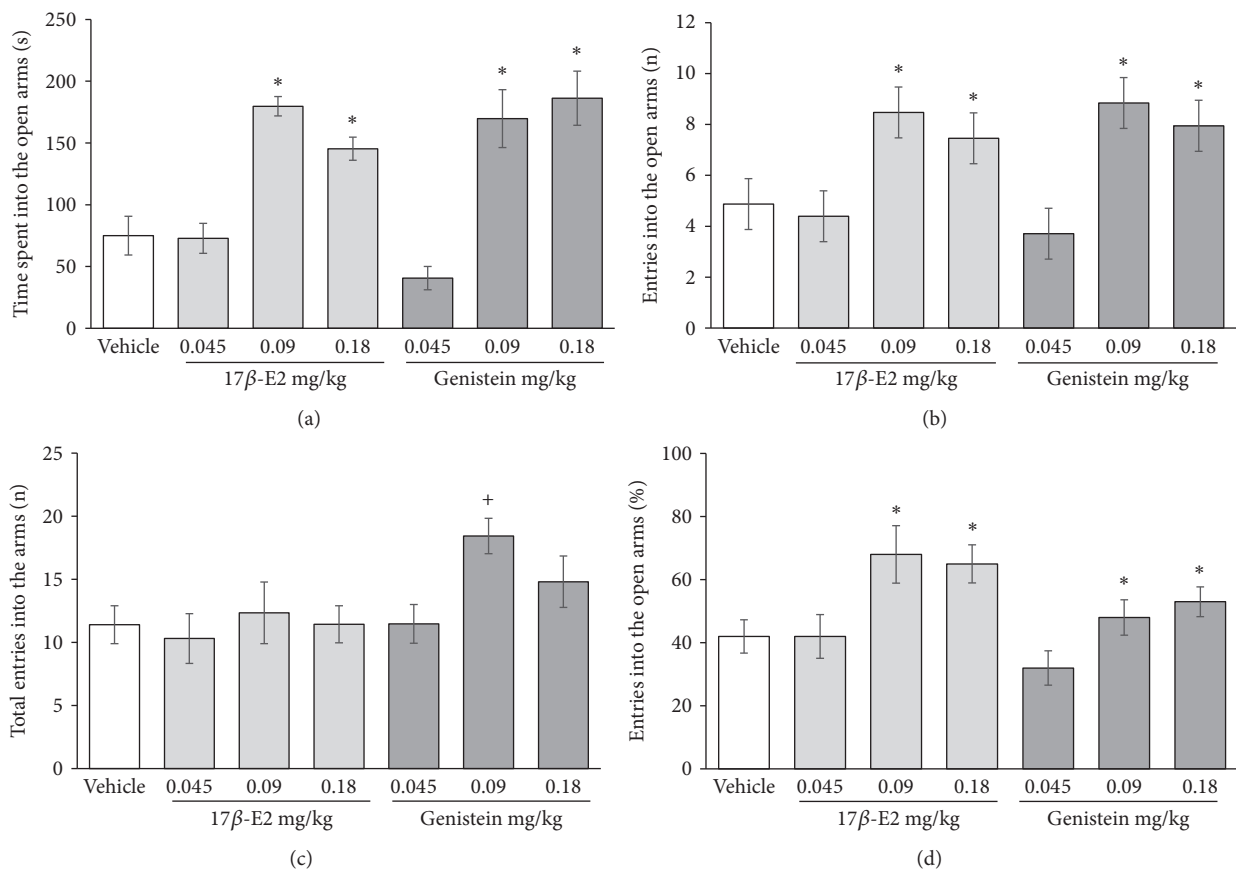 Time spent into the open arms (s)
250
200
150
100
50
0
*
*
*
*
Vehicle 0.045 0.09 0.18 0.045 0.09 0.18
17β-E2 mg/kg Genistein mg/kg
(a)
Entries into the open arms (n)
12
10
8
6
4
2
0
*
*
*
*
Vehicle 0.045 0.09 0.18 0.045 0.09 0.18
17β-E2 mg/kg Genistein mg/kg
(b)
Total entries into the arms (n)
25
20
15
10
5
0
+
Vehicle 0.045 0.09 0.18 0.045 0.09 0.18
17β-E2 mg/kg Genistein mg/kg
(c)
Entries into the open arms (%)
100
80
60
40
20
0
*
*
*
*
Vehicle 0.045 0.09 0.18 0.045 0.09 0.18
17β-E2 mg/kg Genistein mg/kg
(d)